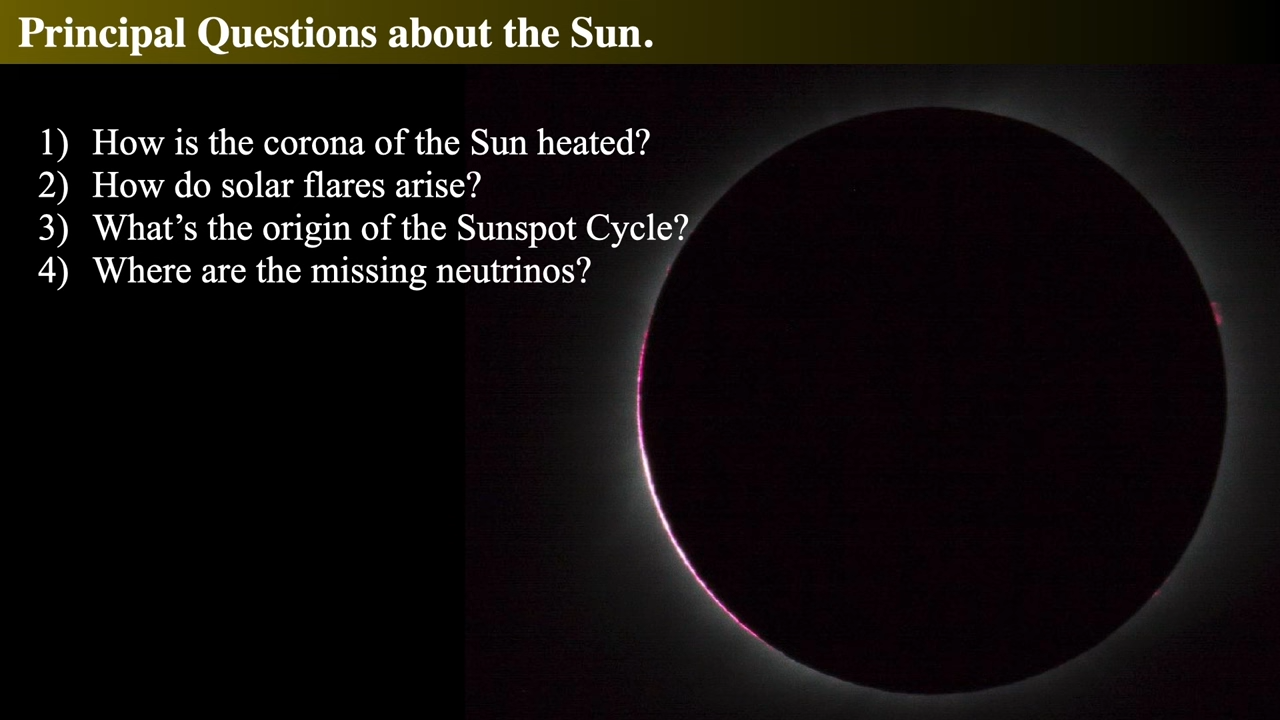 Principal Questions about the Sun.
1) How is the corona of the Sun heated?
2) How do solar flares arise?
3) What’s the origin of the Sunspot Cycle?
4) Where are the missing neutrinos?